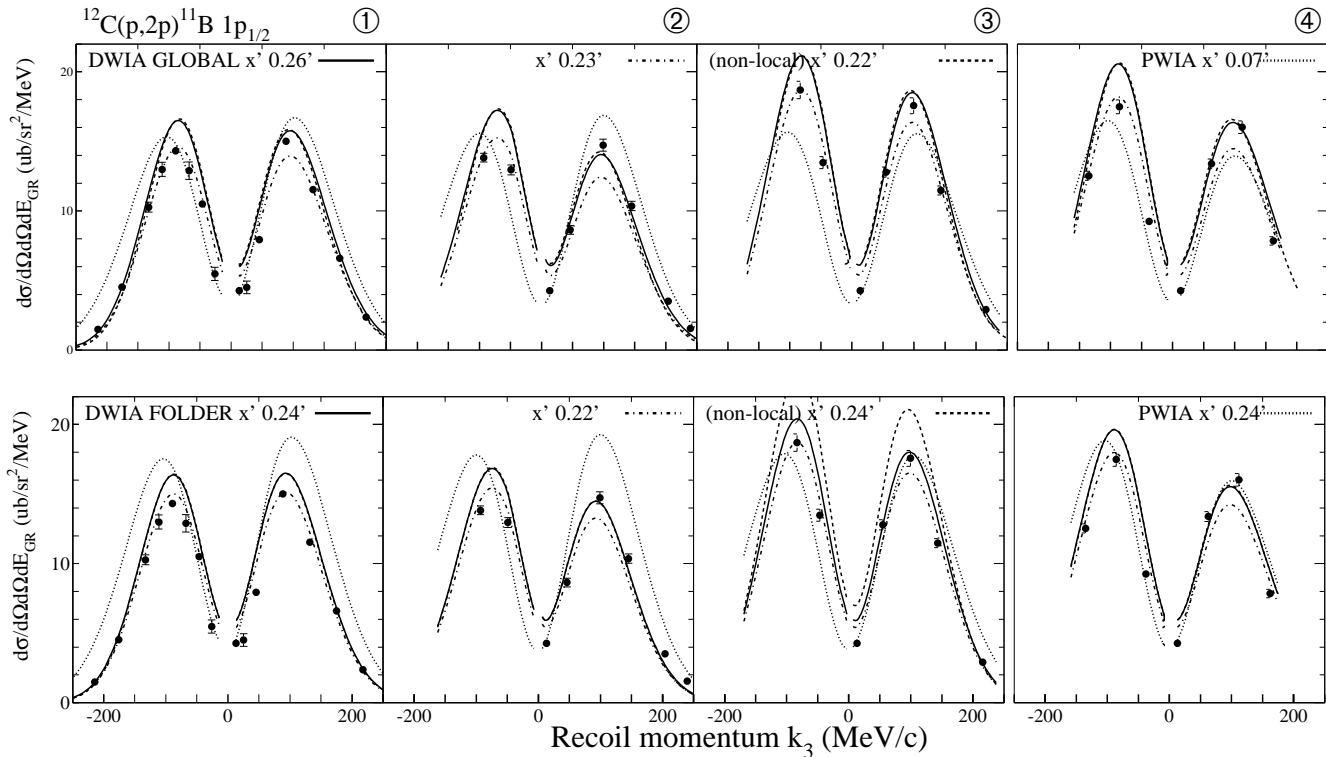 ¹²C(p,2p)¹¹B 1p₁/₂ ① ② ③ ④
DWIA GLOBAL x' 0.26' x' 0.23' (non-local) x' 0.22' PWIA x' 0.07'
20
10
0
dσ/dΩdΩdE_GR (ub/sr²/MeV)
DWIA FOLDER x' 0.24' x' 0.22' (non-local) x' 0.24' PWIA x' 0.24'
20
10
0
dσ/dΩdΩdE_GR (ub/sr²/MeV)
-200 0 200 -200 0 200 -200 0 200 -200 0 200
Recoil momentum k₃ (MeV/c)